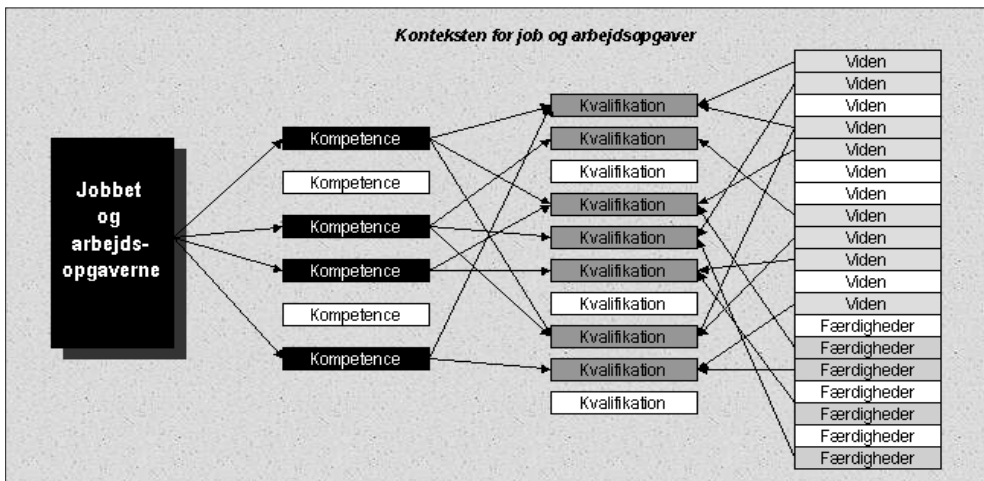 Konteksten for job og arbejdsopgaver
Jobbet
og
arbejds-
opgaverne
Kompetence
Kompetence
Kompetence
Kompetence
Kompetence
Kompetence
Kvalifikation
Kvalifikation
Kvalifikation
Kvalifikation
Kvalifikation
Kvalifikation
Kvalifikation
Kvalifikation
Kvalifikation
Kvalifikation
Viden
Viden
Viden
Viden
Viden
Viden
Viden
Viden
Viden
Viden
Viden
Viden
Færdigheder
Færdigheder
Færdigheder
Færdigheder
Færdigheder
Færdigheder
Færdigheder